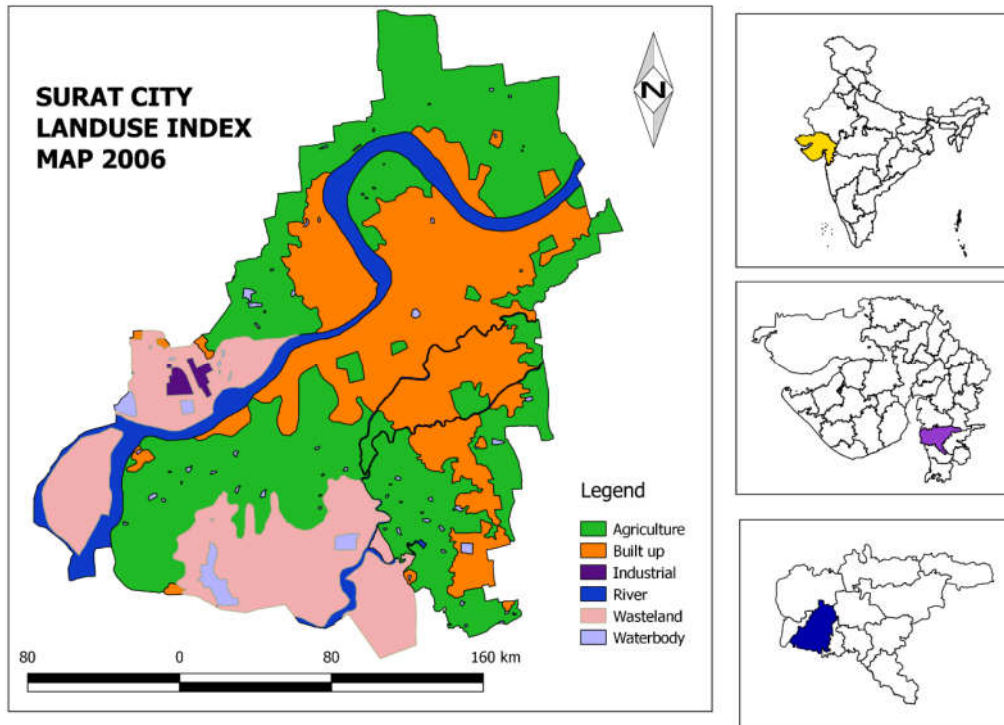 SURAT CITY
LANDUSE INDEX
MAP 2006
N
Legend
Agriculture
Built up
Industrial
River
Wasteland
Waterbody
80 0 80 160 km